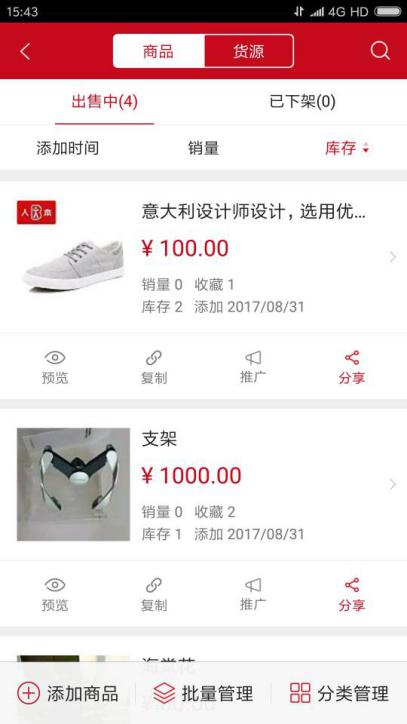 15:43 4G HD
商品 货源
出售中(4) 已下架(0)
添加时间 销量 库存
人本
意大利设计师设计，选用优...
¥ 100.00
销量 0 收藏 1
库存 2 添加 2017/08/31
预览 复制 推广 分享
支架
¥ 1000.00
销量 0 收藏 2
库存 1 添加 2017/08/31
预览 复制 推广 分享
海棠花
添加商品 批量管理 分类管理